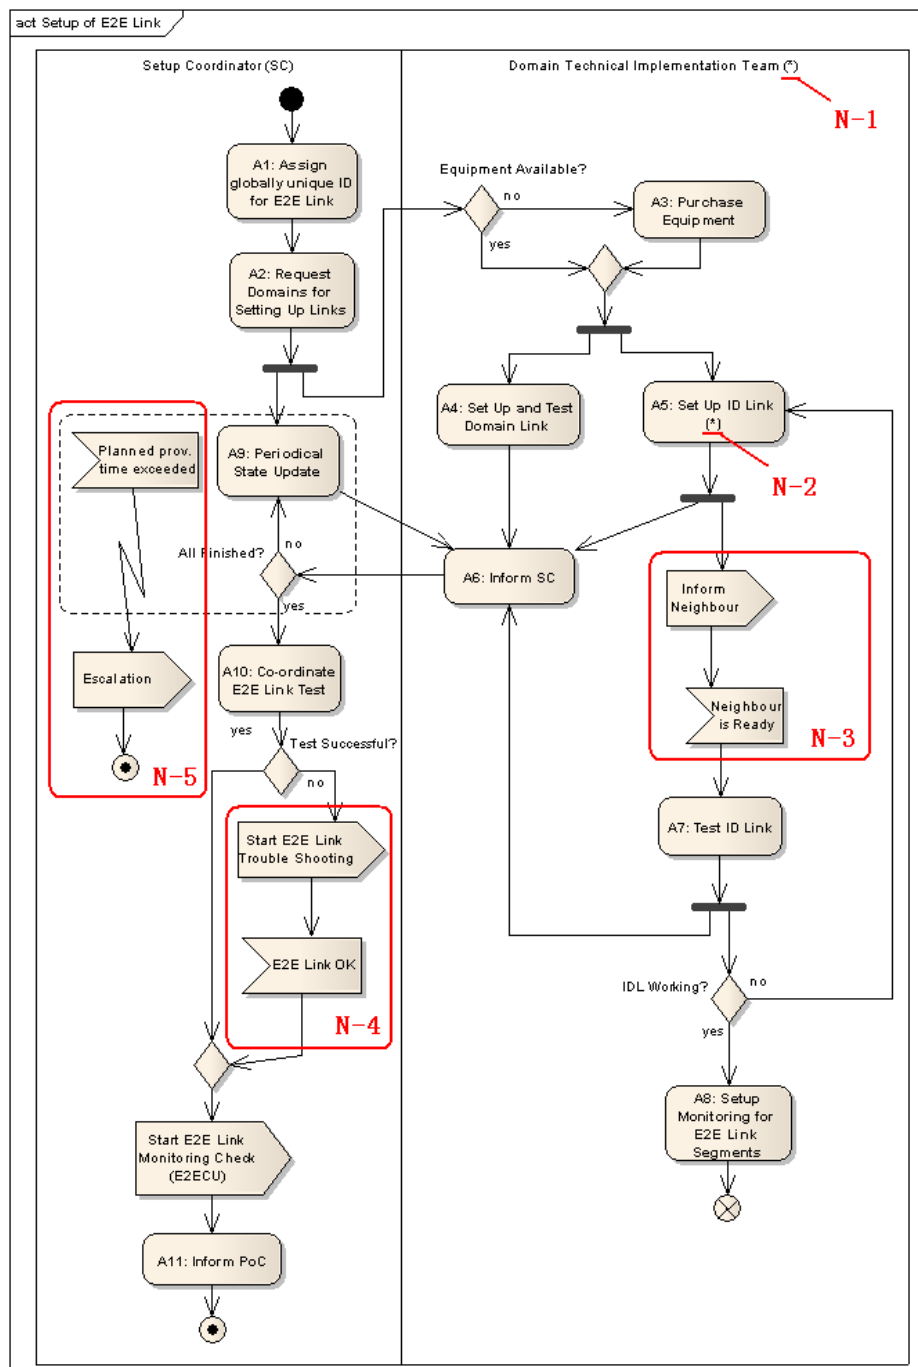 act Setup of E2E Link
Setup Coordinator (SC)
Domain Technical Implementation Team (*)
N-1
A1: Assign
globally unique ID
for E2E Link
Equipment Available?
no
A3: Purchase
Equipment
yes
A2: Request
Domains for
Setting Up Links
A4: Set Up and Test
Domain Link
A5: Set Up ID Link
(*)
N-2
Planned prov.
time exceeded
A9: Periodical
State Update
no
All Finished?
yes
A6: Inform SC
Inform
Neighbour
Escalation
A10: Co-ordinate
E2E Link Test
Neighbour
is Ready
N-3
yes
Test Successful?
no
N-5
Start E2E Link
Trouble Shooting
A7: Test ID Link
E2E Link OK
N-4
IDL Working?
no
yes
A8: Setup
Monitoring for
E2E Link
Segments
Start E2E Link
Monitoring Check
(E2ECU)
A11: Inform PoC